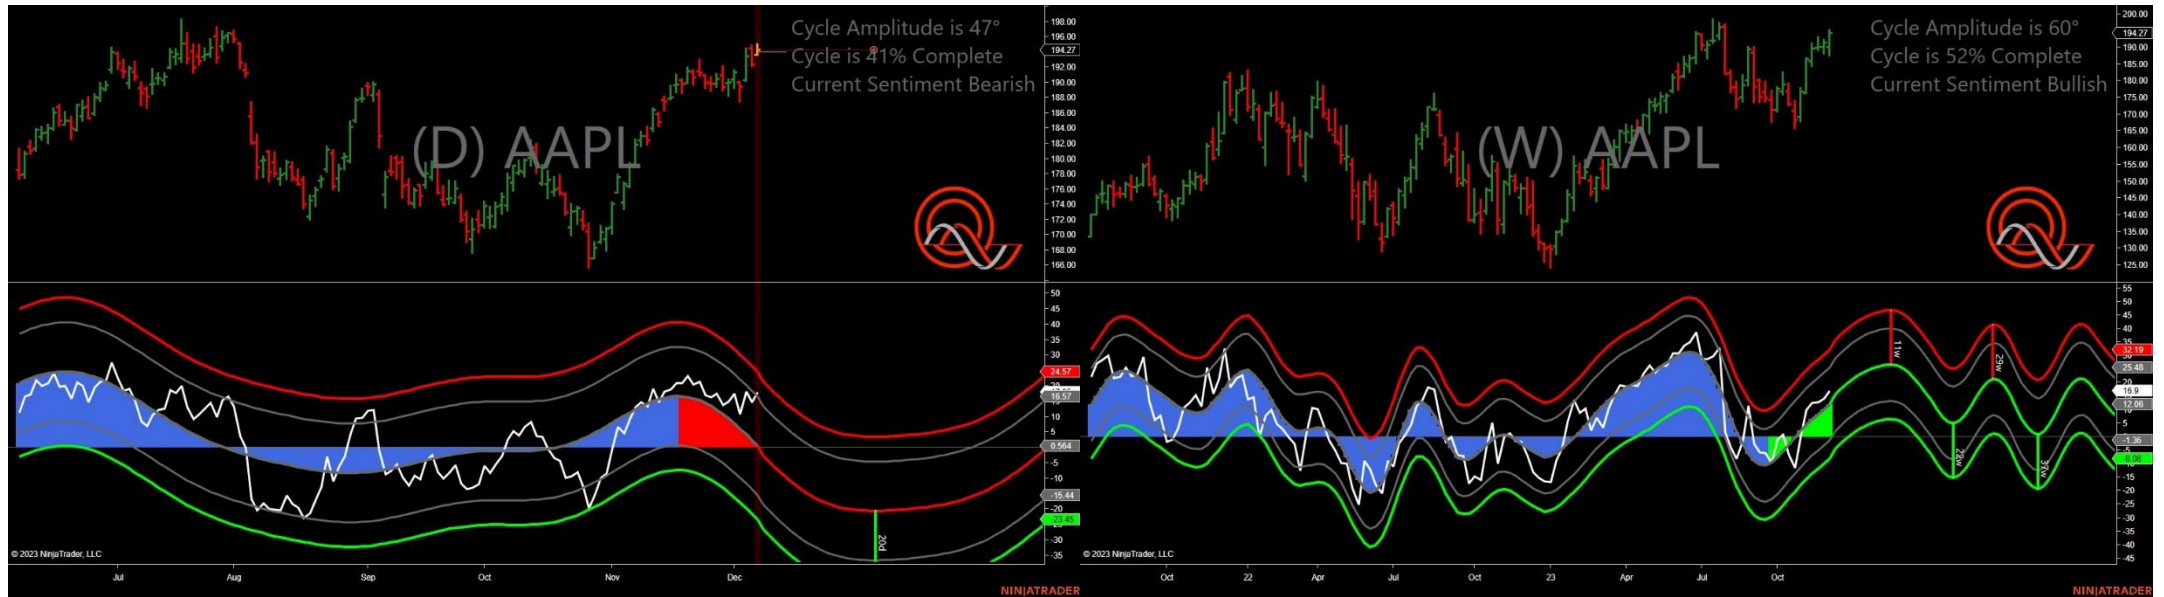 Cycle Amplitude is 47°
Cycle is 41% Complete
Current Sentiment Bearish
(D) AAPL
198.00
196.00
194.27
192.00
190.00
188.00
186.00
184.00
182.00
180.00
178.00
176.00
174.00
172.00
170.00
168.00
166.00
50
45
40
35
30
24.57
20
16.57
10
5
0.564
-5
-10
-15.44
-20
-23.45
-30
-35
20d
© 2023 NinjaTrader, LLC
Jul
Aug
Sep
Oct
Nov
Dec
NINJATRADER
Cycle Amplitude is 60°
Cycle is 52% Complete
Current Sentiment Bullish
(W) AAPL
200.00
194.27
190.00
185.00
180.00
175.00
170.00
165.00
160.00
155.00
150.00
145.00
140.00
135.00
130.00
125.00
55
50
45
40
35
32.19
25.48
20
16.9
12.06
5
-1.36
-8.08
-15
-20
-25
-30
-35
-40
-45
11w
29w
22w
37w
© 2023 NinjaTrader, LLC
Oct
22
Apr
Jul
Oct
23
Apr
Jul
Oct
NINJATRADER